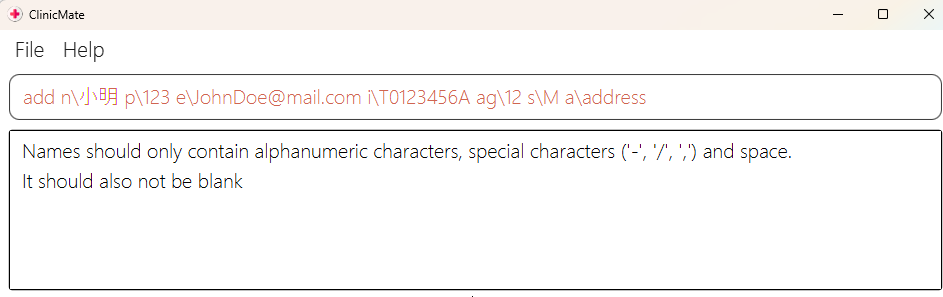 ClinicMate
File Help
add n\小明 p\123 e\JohnDoe@mail.com i\T0123456A ag\12 s\M a\address
Names should only contain alphanumeric characters, special characters ('-', '/', ',') and space.
It should also not be blank